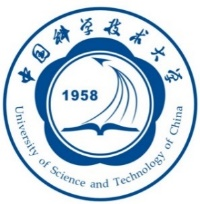 中国科学技术大学
1958
University of Science and Technology of China